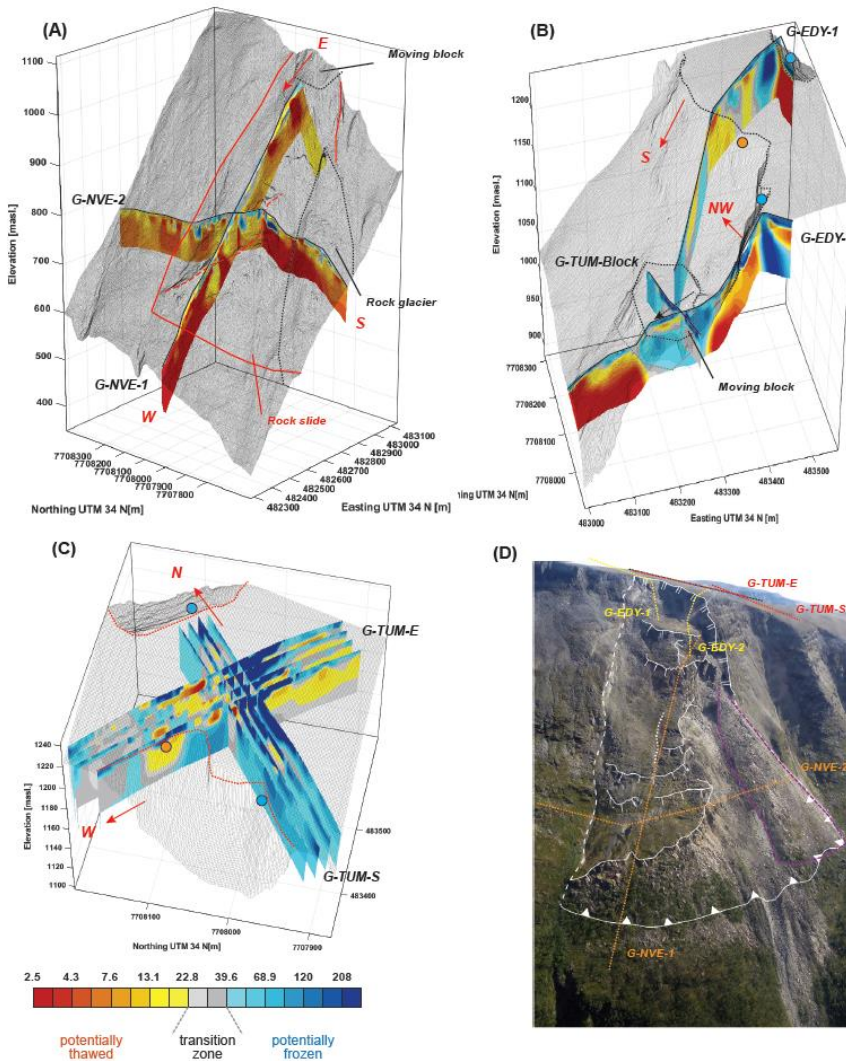 (A)
E
Moving block
1100
1000
900
800
700
600
500
400
Elevation [masl.]
G-NVE-2
Rock glacier
S
G-NVE-1
W
Rock slide
7708300
7708200
7708100
7708000
7707900
7707800
Northing UTM 34 N[m]
483100
483000
482900
482800
482700
482600
482500
482400
482300
Easting UTM 34 N [m]
(B)
G-EDY-1
1200
1150
1100
1050
1000
950
900
Elevation [masl.]
S
NW
G-EDY-
G-TUM-Block
Moving block
7708300
7708200
7708100
7708000
hing UTM 34 N[m]
483000
483100
483200
483300
483400
483500
Easting UTM 34 N [m]
(C)
N
G-TUM-E
1240
1220
1200
1180
1160
1140
1120
1100
Elevation [masl.]
W
G-TUM-S
483500
483400
7708100
7708000
7707900
Northing UTM 34 N [m]
2.5 4.3 7.6 13.1 22.8 39.6 68.9 120 208
potentially thawed
transition zone
potentially frozen
(D)
G-TUM-E
G-TUM-S
G-EDY-1
G-EDY-2
G-NVE-2
G-NVE-1